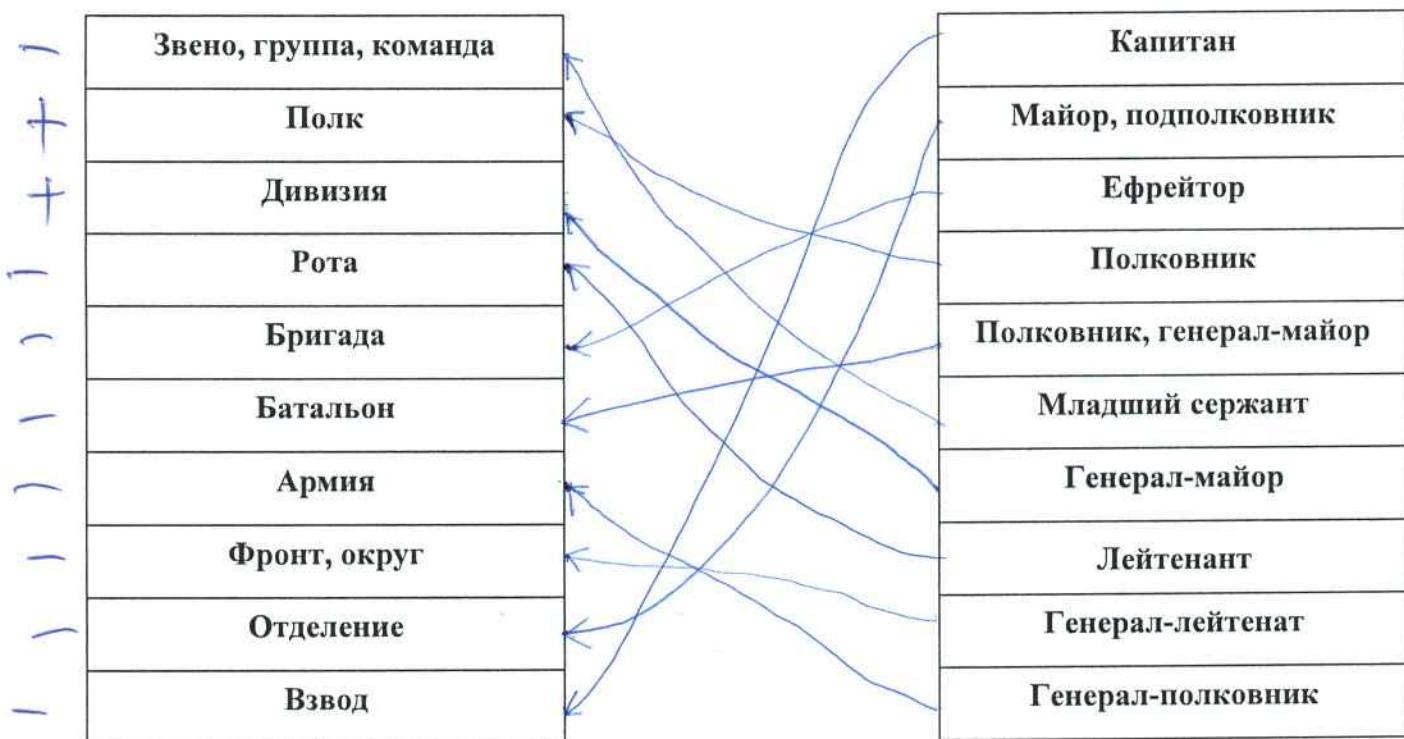 − Звено, группа, команда Капитан
+ Полк Майор, подполковник
+ Дивизия Ефрейтор
− Рота Полковник
− Бригада Полковник, генерал-майор
− Батальон Младший сержант
− Армия Генерал-майор
− Фронт, округ Лейтенант
− Отделение Генерал-лейтенат
− Взвод Генерал-полковник